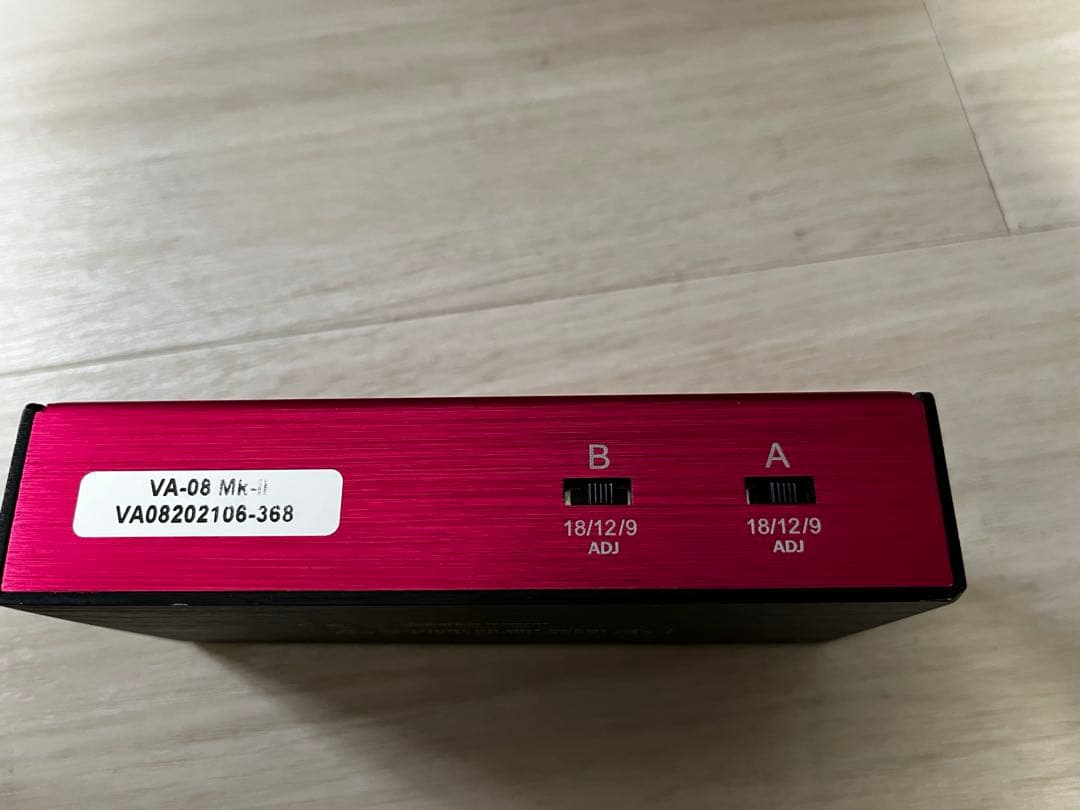 VA-08 Mk-II
VA08202106-368
B
A
18/12/9
ADJ
18/12/9
ADJ